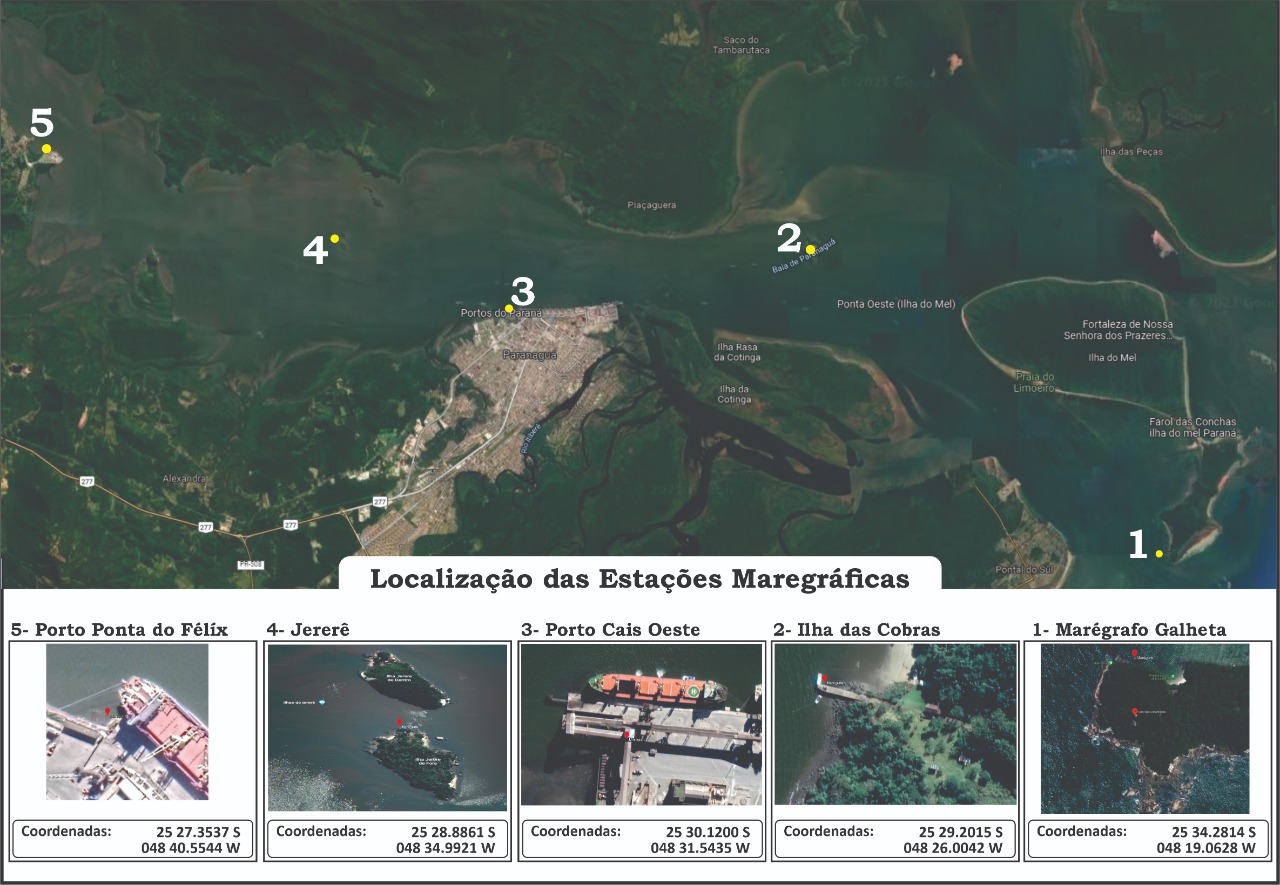 Saco do
Tambarutaca
© 2021 Google
5
Ilha das Peças
Piaçaguera
4
2
Baia de Paranaguá
3
Portos do Paraná
Ponta Oeste (Ilha do Mel)
Fortaleza de Nossa
Senhora dos Prazeres...
Ilha do Mel
Paranaguá
Ilha Rasa
da Cotinga
Praia do
Limoeiro
Ilha da
Cotinga
Farol das Conchas
ilha do mel Paraná
Rio Itiberê
277
Alexandra
277
277
277
PR-508
1
Pontal do Sul
Localização das Estações Maregráficas
5- Porto Ponta do Félíx
4- Jererê
3- Porto Cais Oeste
2- Ilha das Cobras
1- Marégrafo Galheta
Coordenadas: 25 27.3537 S
048 40.5544 W
Coordenadas: 25 28.8861 S
048 34.9921 W
Coordenadas: 25 30.1200 S
048 31.5435 W
Coordenadas: 25 29.2015 S
048 26.0042 W
Coordenadas: 25 34.2814 S
048 19.0628 W